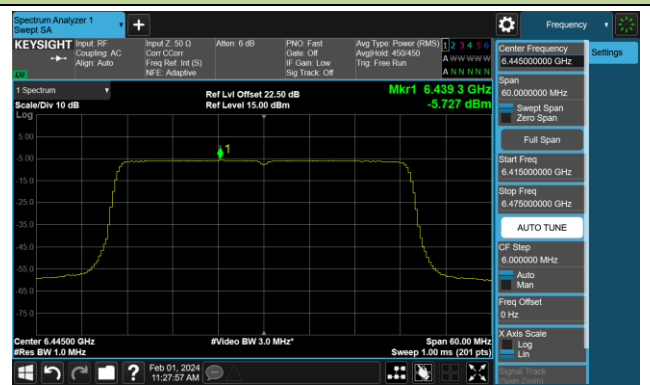 Spectrum Analyzer 1
Swept SA
Frequency
KEYSIGHT
Input: RF
Coupling: AC
Align: Auto
Input Z: 50 Ω
Corr CCorr
Freq Ref: Int (S)
NFE: Adaptive
Atten: 6 dB
PNO: Fast
Gate: Off
IF Gain: Low
Sig Track: Off
Avg Type: Power (RMS)
Avg|Hold: 450/450
Trig: Free Run
1 2 3 4 5 6
A W W W W W
A N N N N N
1 Spectrum
Scale/Div 10 dB
Log
Ref Lvl Offset 22.50 dB
Ref Level 15.00 dBm
Mkr1 6.439 3 GHz
-5.727 dBm
1
5.00
-5.00
-15.0
-25.0
-35.0
-45.0
-55.0
-65.0
-75.0
Center 6.44500 GHz
#Res BW 1.0 MHz
#Video BW 3.0 MHz*
Span 60.00 MHz
Sweep 1.00 ms (201 pts)
Feb 01, 2024
11:27:57 AM
Center Frequency
6.445000000 GHz
Settings
Span
60.0000000 MHz
Swept Span
Zero Span
Full Span
Start Freq
6.415000000 GHz
Stop Freq
6.475000000 GHz
AUTO TUNE
CF Step
6.000000 MHz
Auto
Man
Freq Offset
0 Hz
X Axis Scale
Log
Lin
Signal Track
(Span Zoom)